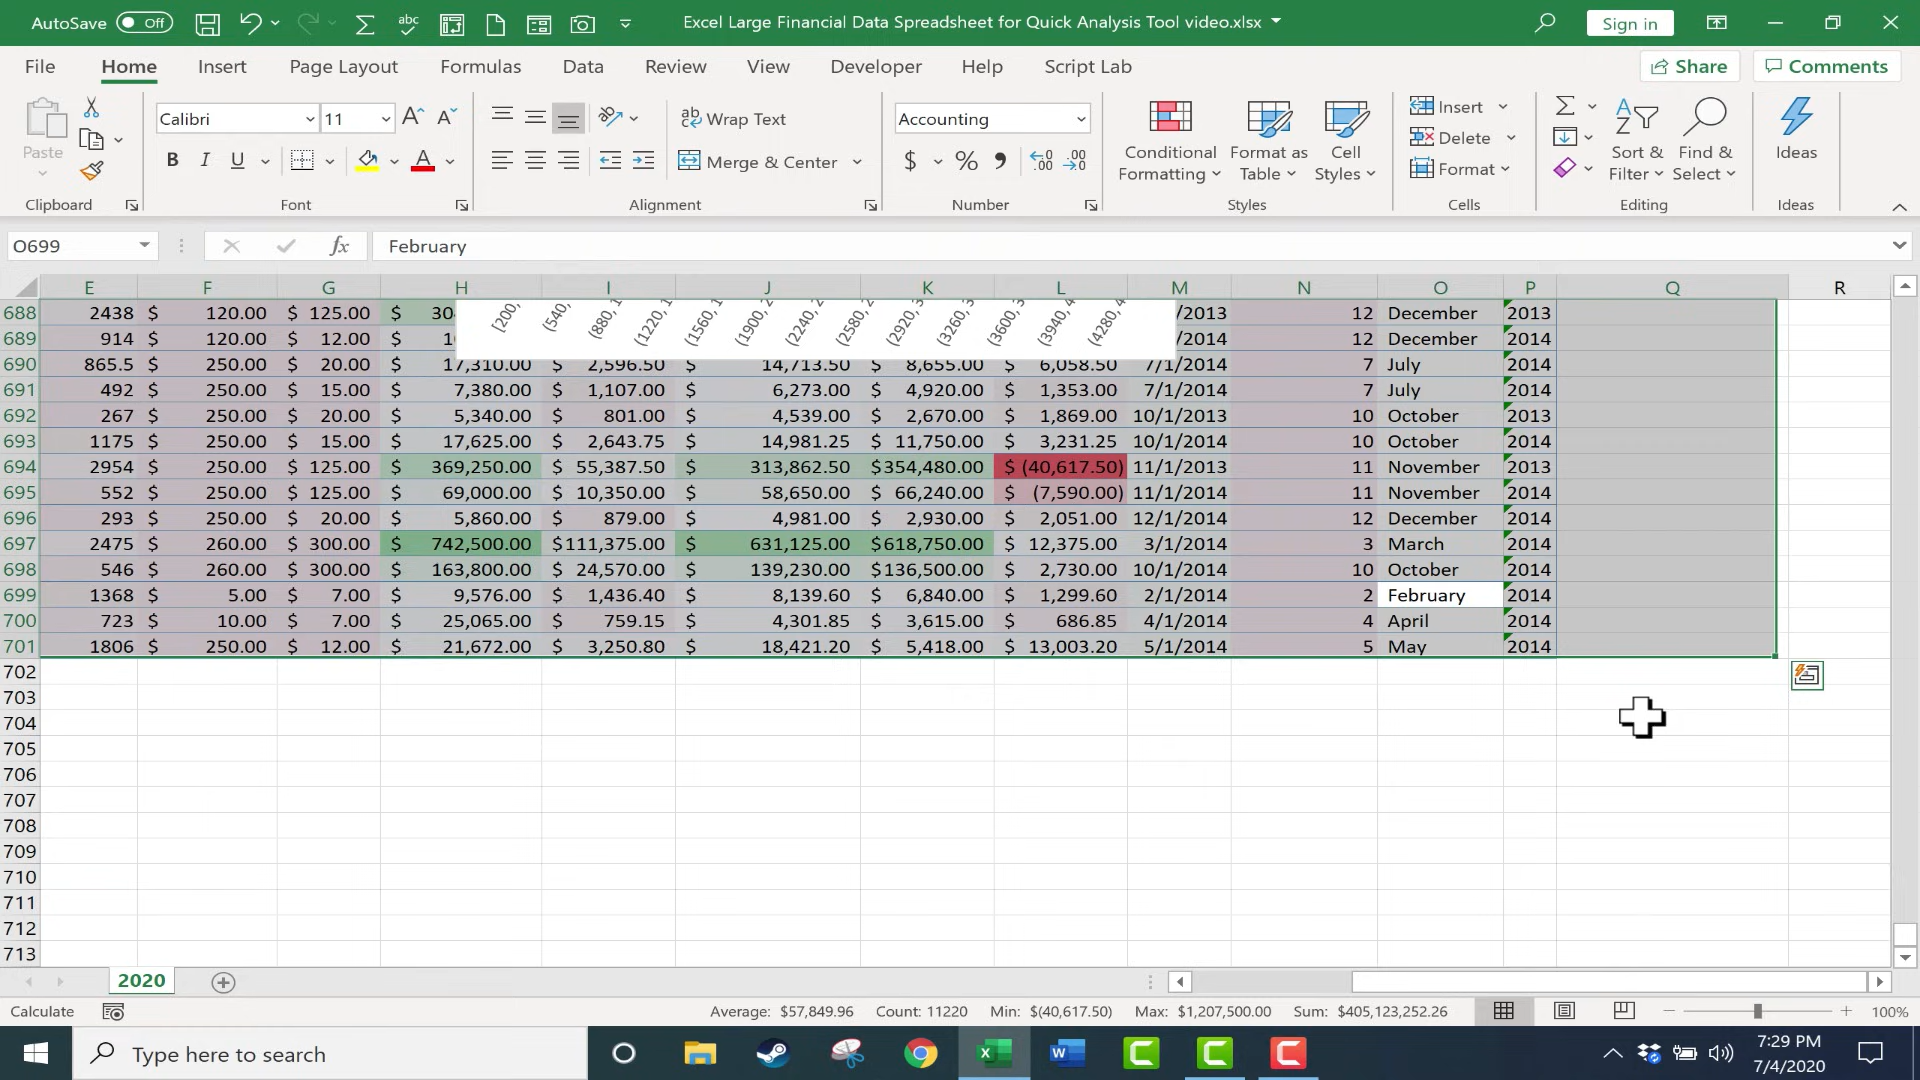 AutoSave Off abc Excel Large Financial Data Spreadsheet for Quick Analysis Tool video.xlsx Sign in
File Home Insert Page Layout Formulas Data Review View Developer Help Script Lab Share Comments
Paste Calibri 11 B I U A ab Wrap Text Merge & Center Accounting $ % Conditional Formatting Format as Table Cell Styles Insert Delete Format Sort & Filter Find & Select Ideas
Clipboard Font Alignment Number Styles Cells Editing Ideas
O699 fx February
E F G H I J K L M N O P Q R
688 2438 $ 120.00 $ 125.00 $ 12 December 2013
689 914 $ 120.00 $ 12.00 $ 12 December 2014
690 865.5 $ 250.00 $ 20.00 $ 17,310.00 $ 2,596.50 $ 14,713.50 $ 8,655.00 $ 6,058.50 7/1/2014 7 July 2014
691 492 $ 250.00 $ 15.00 $ 7,380.00 $ 1,107.00 $ 6,273.00 $ 4,920.00 $ 1,353.00 7/1/2014 7 July 2014
692 267 $ 250.00 $ 20.00 $ 5,340.00 $ 801.00 $ 4,539.00 $ 2,670.00 $ 1,869.00 10/1/2013 10 October 2013
693 1175 $ 250.00 $ 15.00 $ 17,625.00 $ 2,643.75 $ 14,981.25 $ 11,750.00 $ 3,231.25 10/1/2014 10 October 2014
694 2954 $ 250.00 $ 125.00 $ 369,250.00 $ 55,387.50 $ 313,862.50 $354,480.00 $ (40,617.50) 11/1/2013 11 November 2013
695 552 $ 250.00 $ 125.00 $ 69,000.00 $ 10,350.00 $ 58,650.00 $ 66,240.00 $ (7,590.00) 11/1/2014 11 November 2014
696 293 $ 250.00 $ 20.00 $ 5,860.00 $ 879.00 $ 4,981.00 $ 2,930.00 $ 2,051.00 12/1/2014 12 December 2014
697 2475 $ 260.00 $ 300.00 $ 742,500.00 $111,375.00 $ 631,125.00 $618,750.00 $ 12,375.00 3/1/2014 3 March 2014
698 546 $ 260.00 $ 300.00 $ 163,800.00 $ 24,570.00 $ 139,230.00 $136,500.00 $ 2,730.00 10/1/2014 10 October 2014
699 1368 $ 5.00 $ 7.00 $ 9,576.00 $ 1,436.40 $ 8,139.60 $ 6,840.00 $ 1,299.60 2/1/2014 2 February 2014
700 723 $ 10.00 $ 7.00 $ 25,065.00 $ 759.15 $ 4,301.85 $ 3,615.00 $ 686.85 4/1/2014 4 April 2014
701 1806 $ 250.00 $ 12.00 $ 21,672.00 $ 3,250.80 $ 18,421.20 $ 5,418.00 $ 13,003.20 5/1/2014 5 May 2014
702
703
704
705
706
707
708
709
710
711
712
713
2020
Calculate Average: $57,849.96 Count: 11220 Min: $(40,617.50) Max: $1,207,500.00 Sum: $405,123,252.26 100%
Type here to search 7:29 PM
7/4/2020